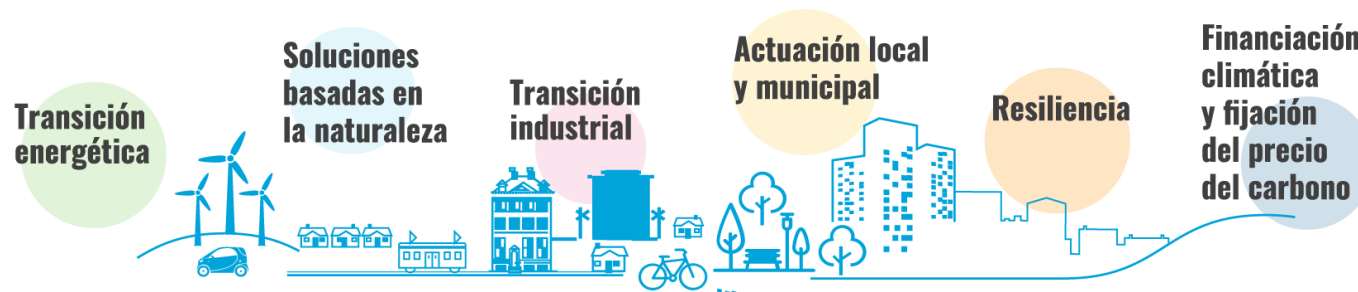 Transición
energética
Soluciones
basadas en
la naturaleza
Transición
industrial
Actuación local
y municipal
Resiliencia
Financiación
climática
y fijación
del precio
del carbono